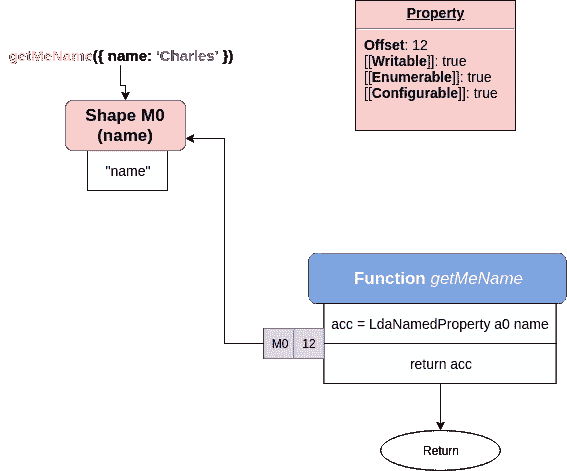 Property
getMeName({ name: ‘Charles’ })
Offset: 12
[[Writable]]: true
[[Enumerable]]: true
[[Configurable]]: true
Shape M0
(name)
"name"
Function getMeName
acc = LdaNamedProperty a0 name
M0 12
return acc
Return